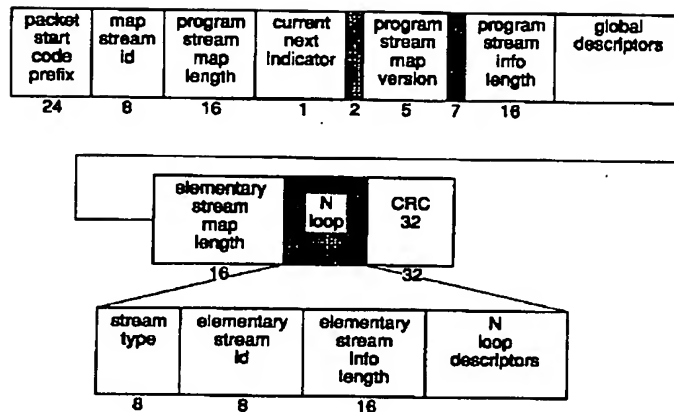 packet start code prefix
map stream id
program stream map length
current next indicator
program stream map version
program stream info length
global descriptors
24 8 16 1 2 5 7 16
elementary stream map length
N loop
CRC 32
16 32
stream type
elementary stream id
elementary stream info length
N loop descriptors
8 8 16